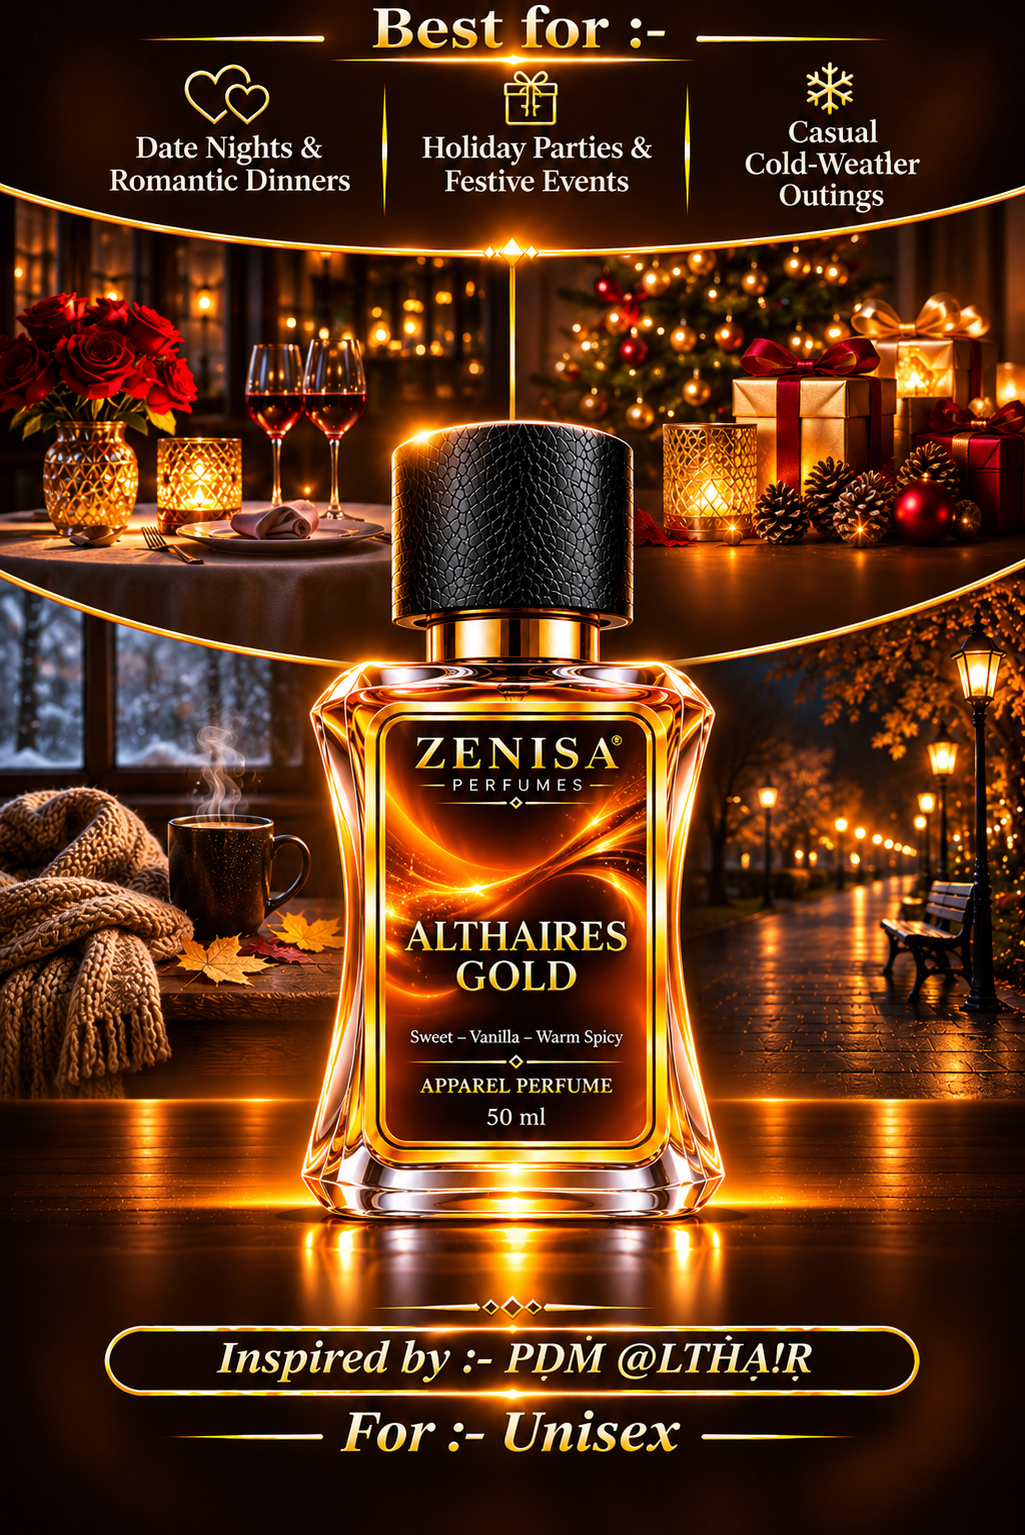 Best for :-
Date Nights &
Romantic Dinners
Holiday Parties &
Festive Events
Casual
Cold-Weatler
Outings
ZENISA®
PERFUMES
ALTHAIRES
GOLD
Sweet – Vanilla – Warm Spicy
APPAREL PERFUME
50 ml
Inspired by :- PḌṀ @LTḢẠ!Ṛ
For :- Unisex